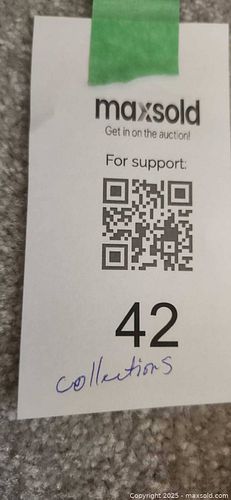 maxsold
Get in on the auction!
For support:
42
collections
Copyright 2025 - maxsold.com